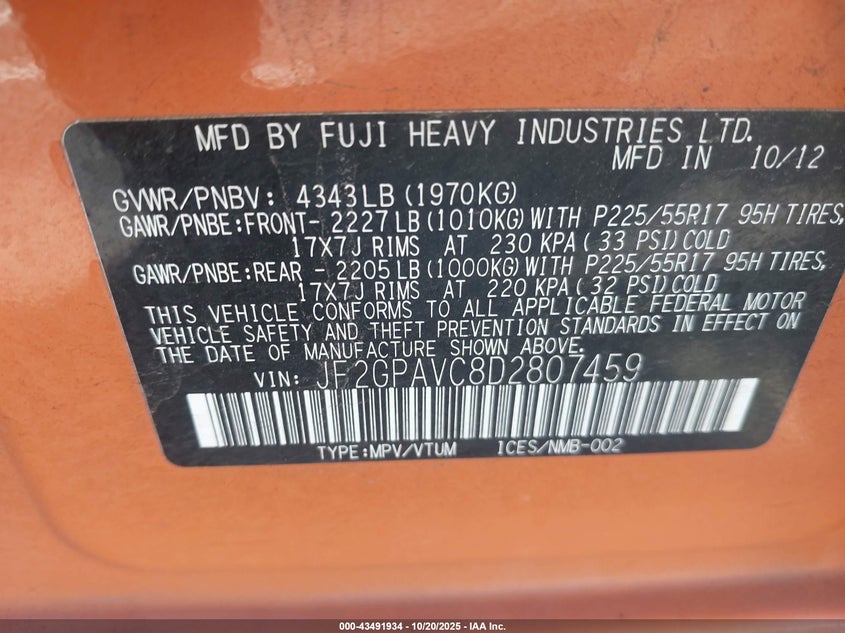 MFD BY FUJI HEAVY INDUSTRIES LTD.
MFD IN 10/12
GVWR/PNBV: 4343LB (1970KG)
GAWR/PNBE:FRONT- 2227LB (1010KG) WITH P225/55R17 95H TIRES,
17X7J RIMS AT 230 KPA (33 PSI) COLD
GAWR/PNBE:REAR - 2205LB (1000KG) WITH P225/55R17 95H TIRES,
17X7J RIMS AT 220 KPA (32 PSI) COLD
THIS VEHICLE CONFORMS TO ALL APPLICABLE FEDERAL MOTOR
VEHICLE SAFETY AND THEFT PREVENTION STANDARDS IN EFFECT ON
THE DATE OF MANUFACTURE SHOWN ABOVE.
VIN: JF2GPAVC8D2807459
TYPE:MPV/VTUM ICES/NMB-002
000-43491934 - 10/20/2025 - IAA Inc.